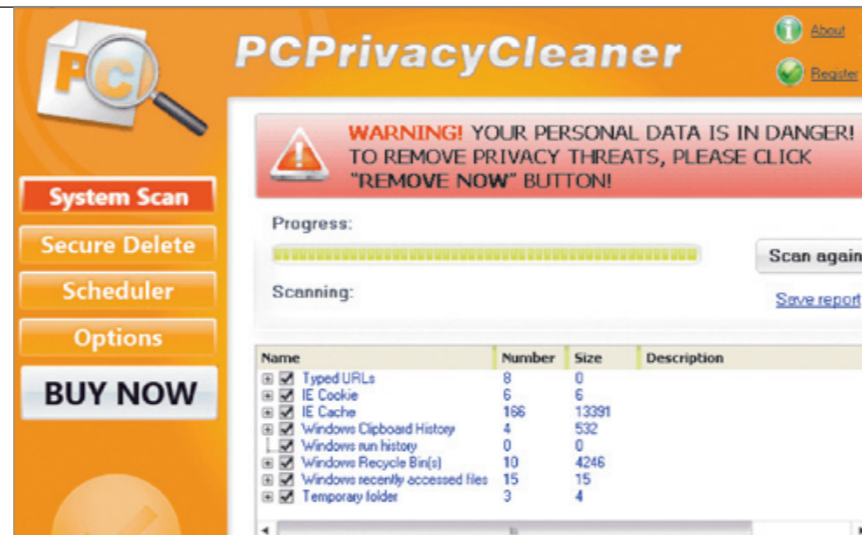 PC
PCPrivacyCleaner
About
Register
WARNING! YOUR PERSONAL DATA IS IN DANGER!
TO REMOVE PRIVACY THREATS, PLEASE CLICK
"REMOVE NOW" BUTTON!
System Scan
Secure Delete
Scheduler
Options
BUY NOW
Progress:
Scan again
Scanning:
Save report
Name Number Size Description
Typed URLs 8 0
IE Cookie 6 6
IE Cache 166 13391
Windows Clipboard History 4 532
Windows run history 0 0
Windows Recycle Bin(s) 10 4246
Windows recently accessed files 15 15
Temporary folder 3 4